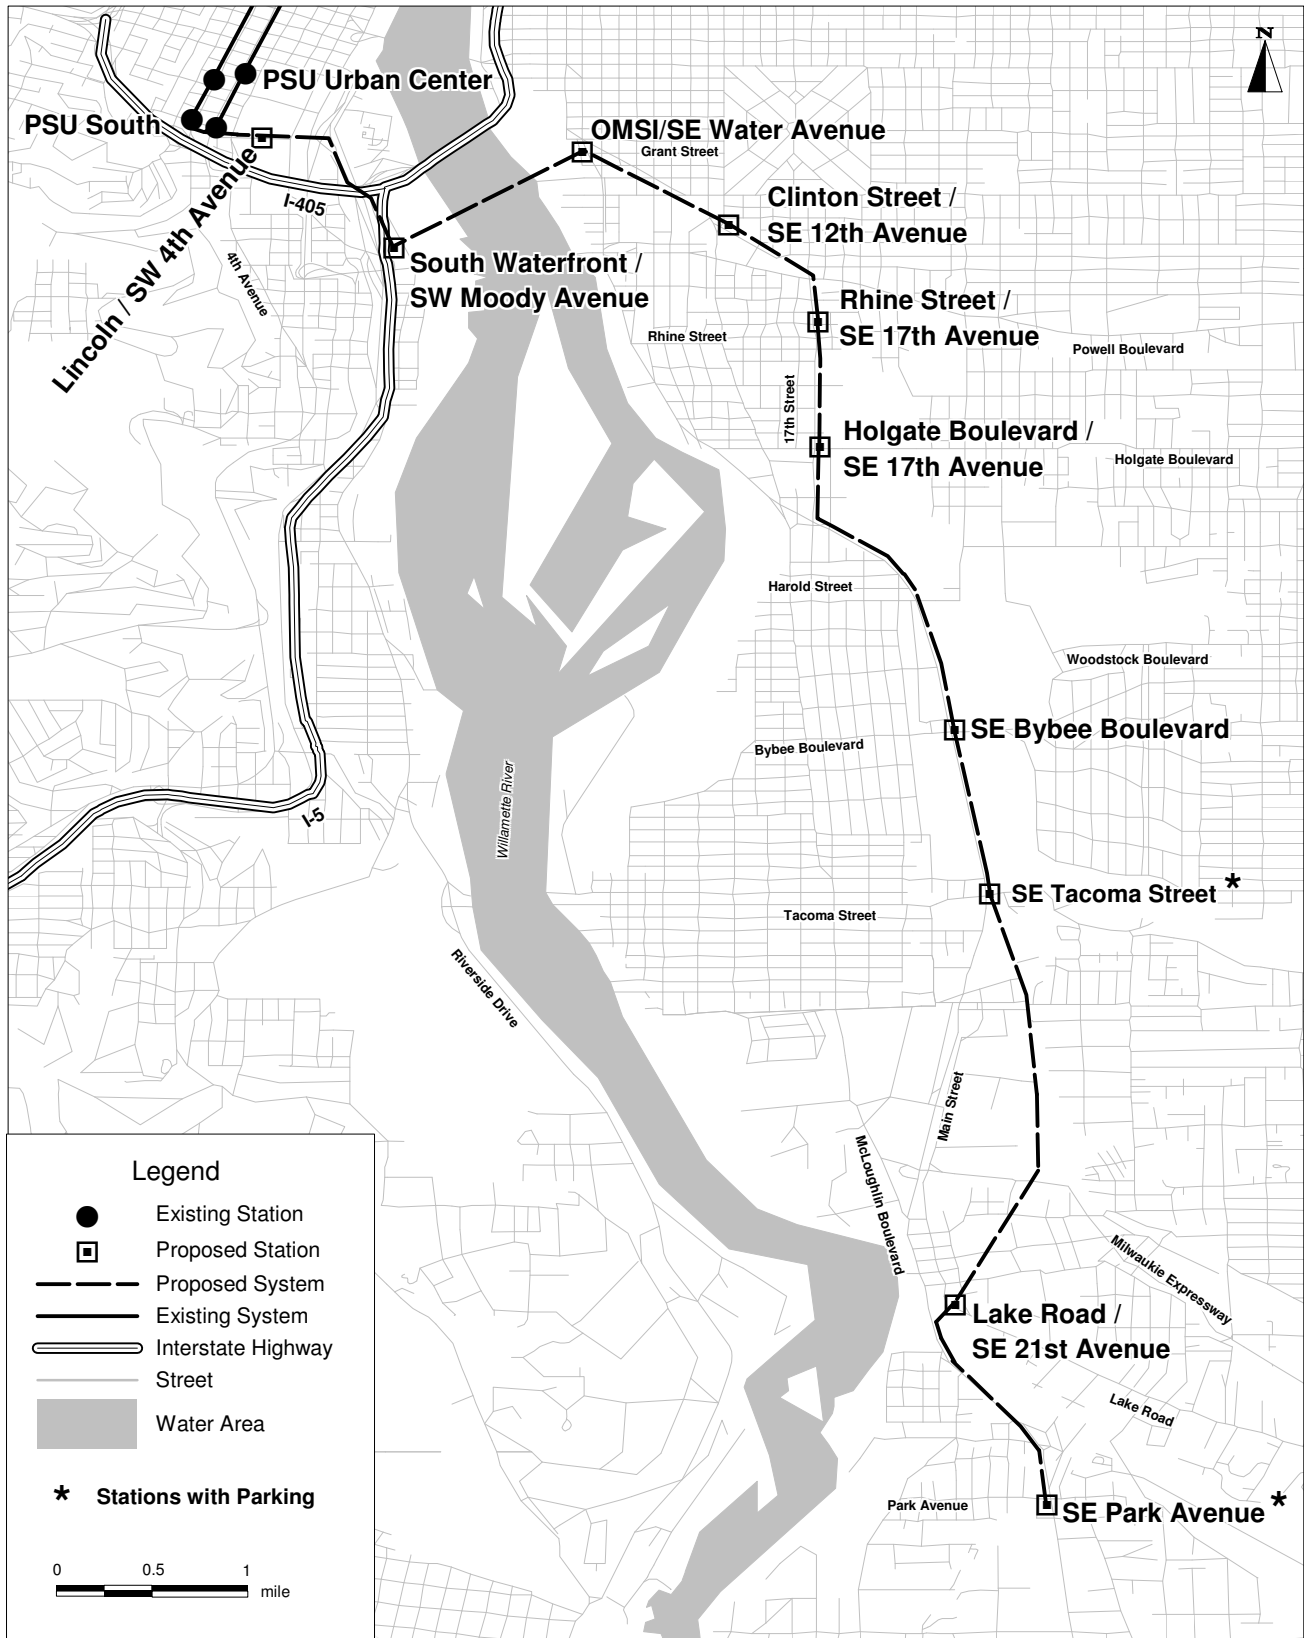 N
PSU Urban Center
PSU South
OMSI/SE Water Avenue
Grant Street
Lincoln / SW 4th Avenue
I-405
Clinton Street /
SE 12th Avenue
4th Avenue
South Waterfront /
SW Moody Avenue
Rhine Street /
SE 17th Avenue
Rhine Street
Powell Boulevard
17th Street
Holgate Boulevard /
SE 17th Avenue
Holgate Boulevard
Harold Street
Woodstock Boulevard
SE Bybee Boulevard
Bybee Boulevard
Willamette River
I-5
SE Tacoma Street *
Tacoma Street
Riverside Drive
Main Street
McLoughlin Boulevard
Milwaukie Expressway
Lake Road /
SE 21st Avenue
Lake Road
Park Avenue
SE Park Avenue *
Legend
Existing Station
Proposed Station
Proposed System
Existing System
Interstate Highway
Street
Water Area
* Stations with Parking
0 0.5 1
mile